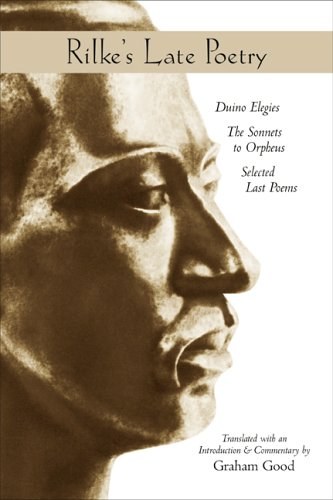 Rilke's Late Poetry
Duino Elegies
The Sonnets
to Orpheus
Selected
Last Poems
Translated with an
Introduction & Commentary by
Graham Good